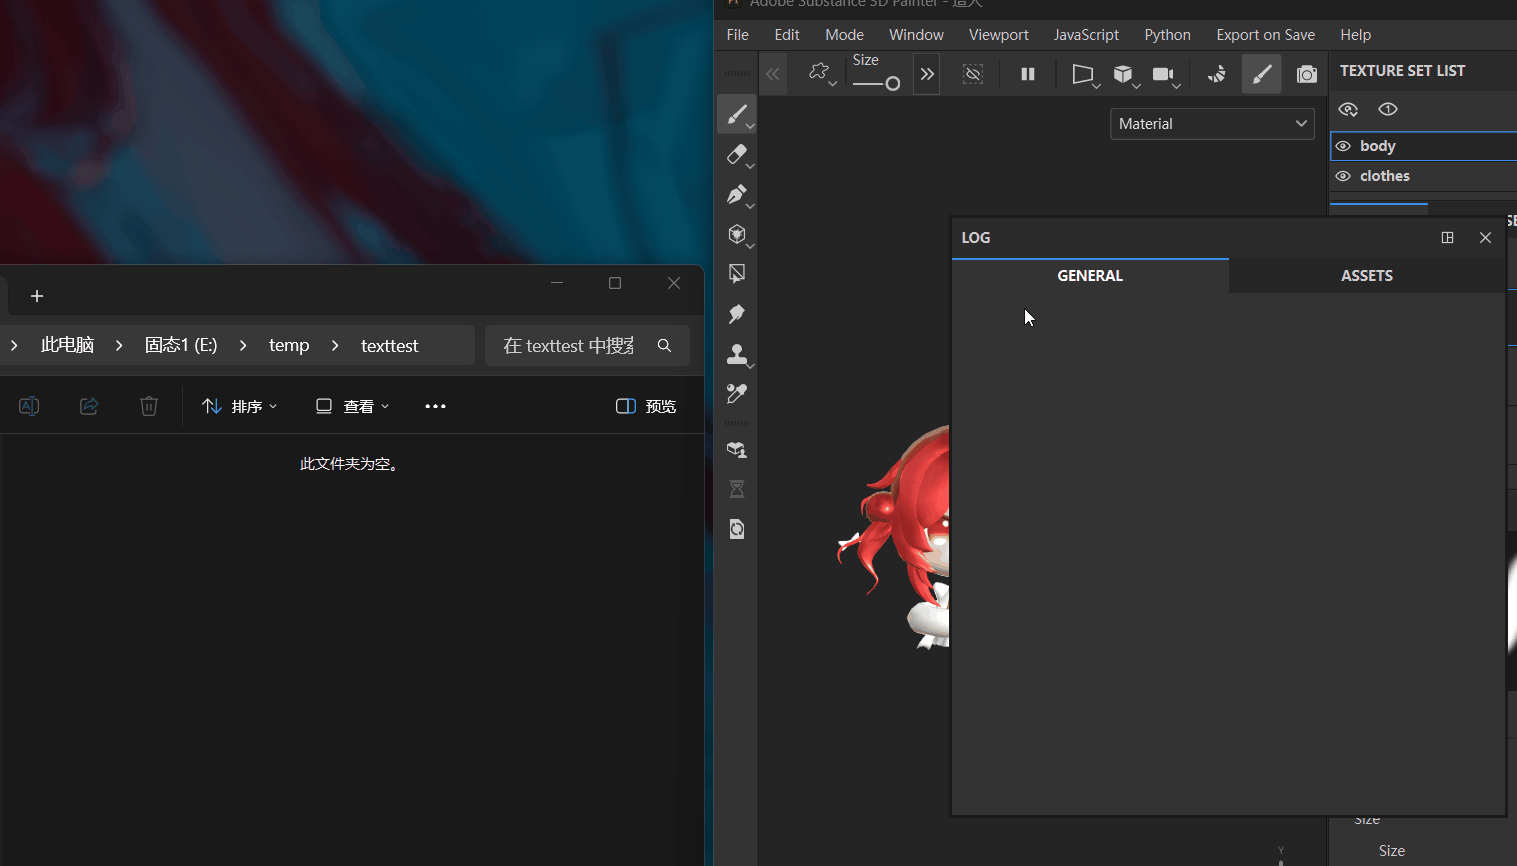 此电脑 固态1 (E:) temp texttest
在 texttest 中搜索
排序 查看 预览
此文件夹为空。
Adobe Substance 3D Painter -
File Edit Mode Window Viewport JavaScript Python Export on Save Help
Size
Material
TEXTURE SET LIST
body
clothes
LOG
GENERAL ASSETS
Size
Size
Y